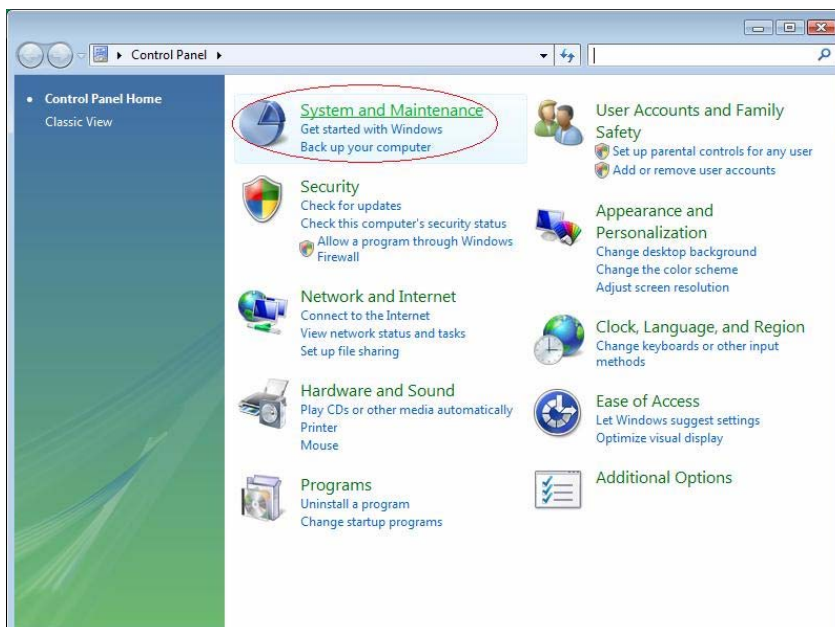 Control Panel
Control Panel Home
Classic View
System and Maintenance
Get started with Windows
Back up your computer
Security
Check for updates
Check this computer's security status
Allow a program through Windows
Firewall
Network and Internet
Connect to the Internet
View network status and tasks
Set up file sharing
Hardware and Sound
Play CDs or other media automatically
Printer
Mouse
Programs
Uninstall a program
Change startup programs
User Accounts and Family
Safety
Set up parental controls for any user
Add or remove user accounts
Appearance and
Personalization
Change desktop background
Change the color scheme
Adjust screen resolution
Clock, Language, and Region
Change keyboards or other input
methods
Ease of Access
Let Windows suggest settings
Optimize visual display
Additional Options